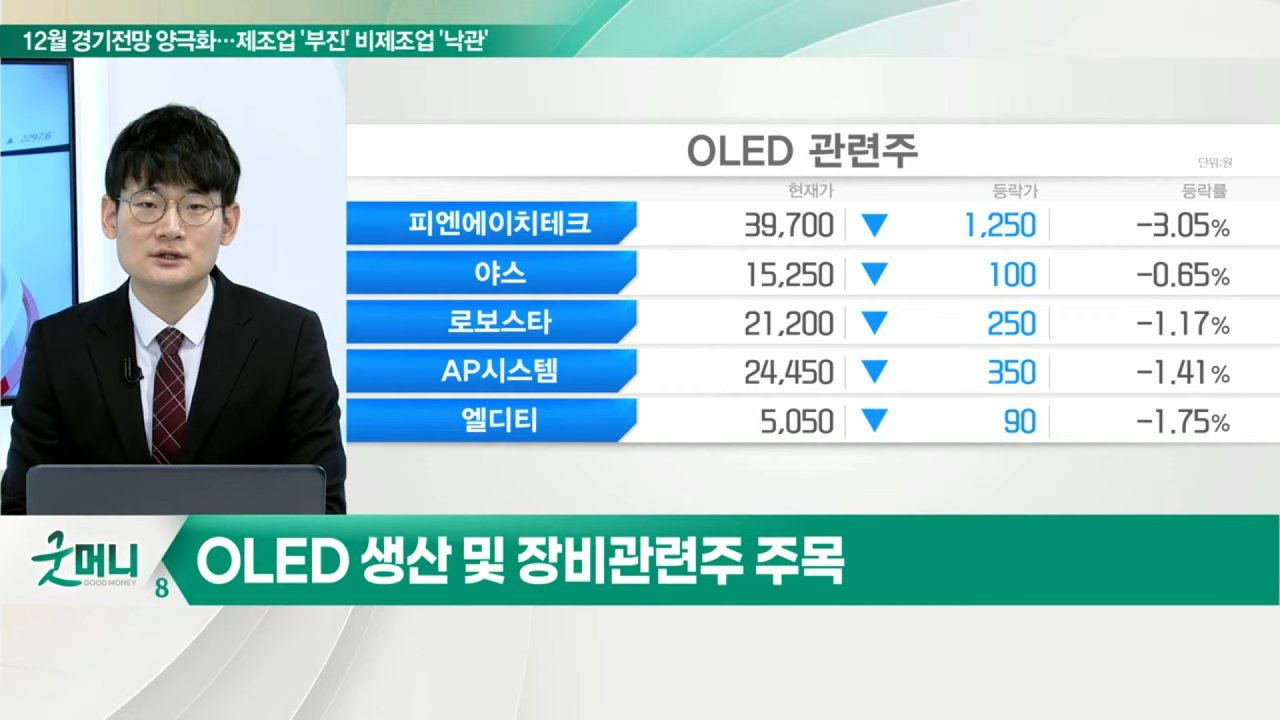 12월 경기전망 양극화…제조업 '부진' 비제조업 '낙관'
▲ 2297.6
OLED 관련주
단위:원
현재가 등락가 등락률
피엔에이치테크 39,700 ▼ 1,250 -3.05%
야스 15,250 ▼ 100 -0.65%
로보스타 21,200 ▼ 250 -1.17%
AP시스템 24,450 ▼ 350 -1.41%
엘디티 5,050 ▼ 90 -1.75%
굿머니
GOOD MONEY
8
OLED 생산 및 장비관련주 주목